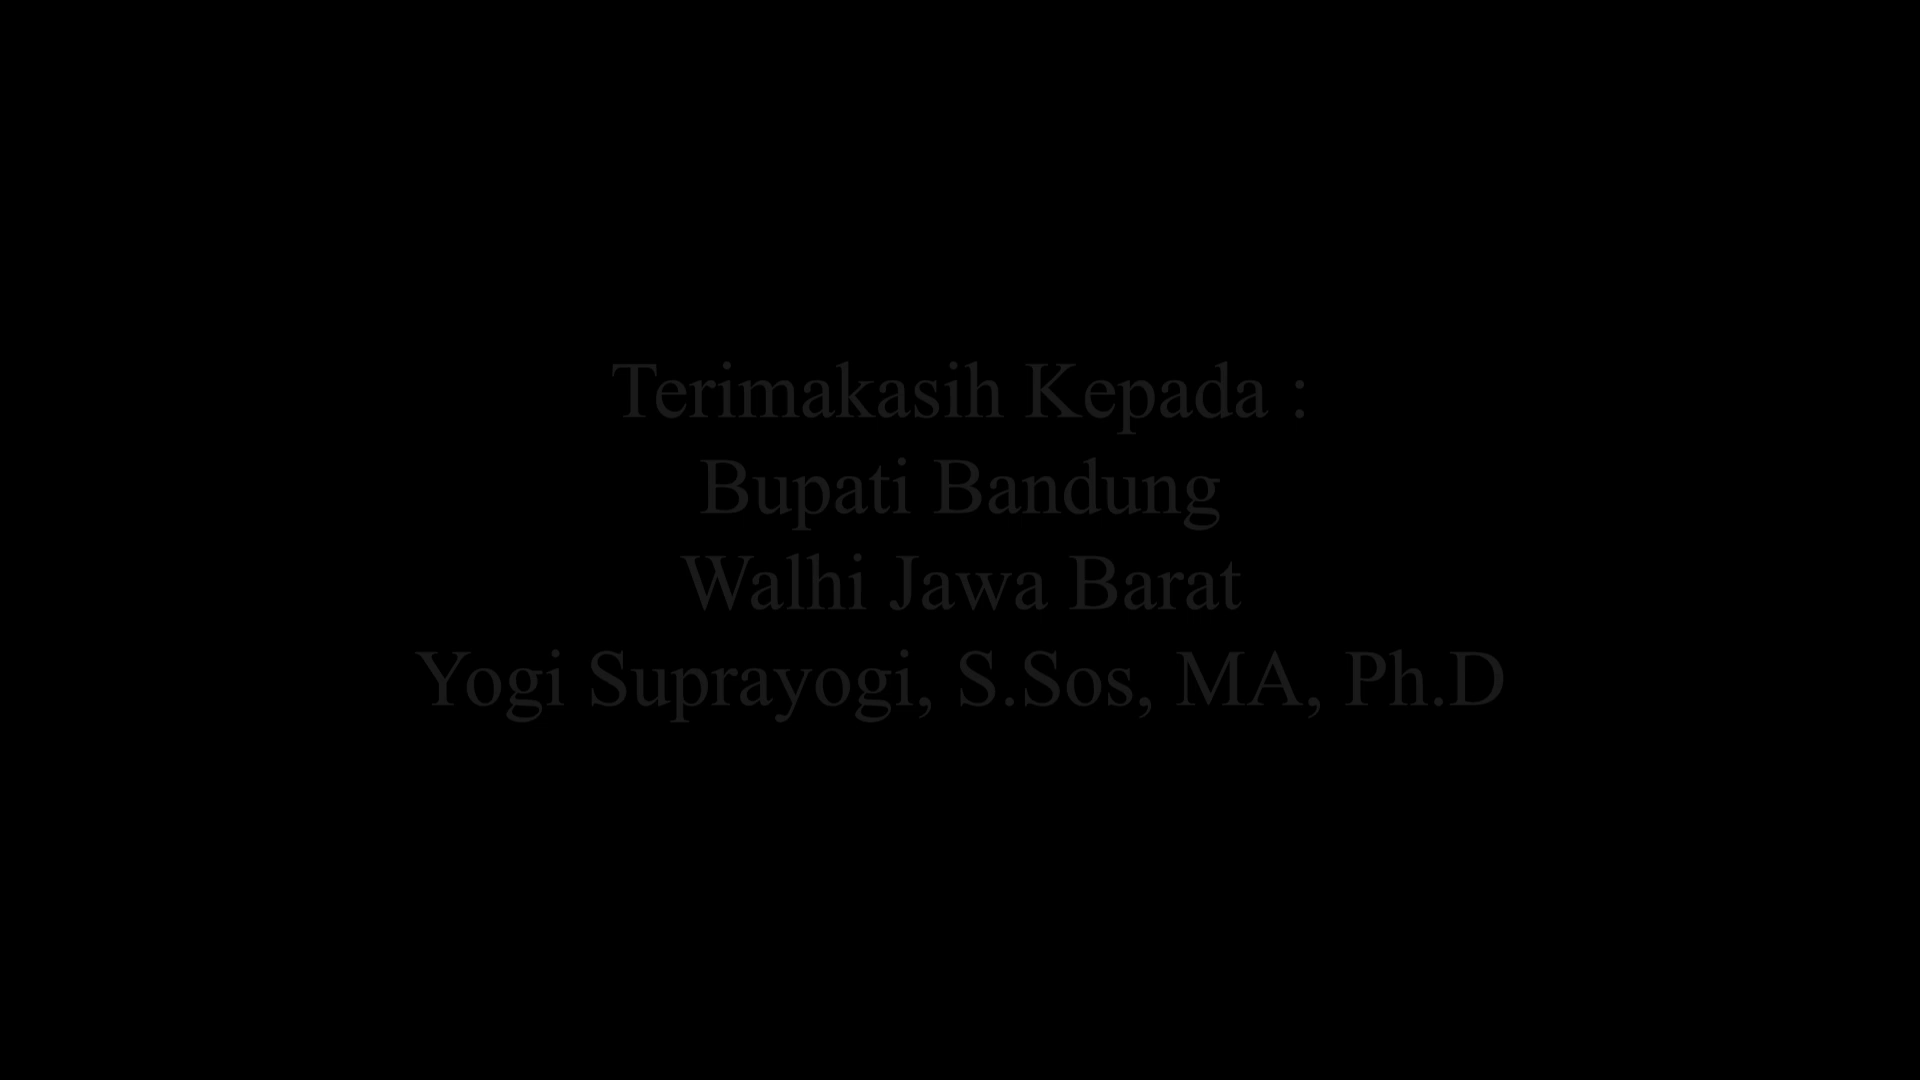 Terimakasih Kepada :
Bupati Bandung
Walhi Jawa Barat
Yogi Suprayogi, S.Sos, MA, Ph.D